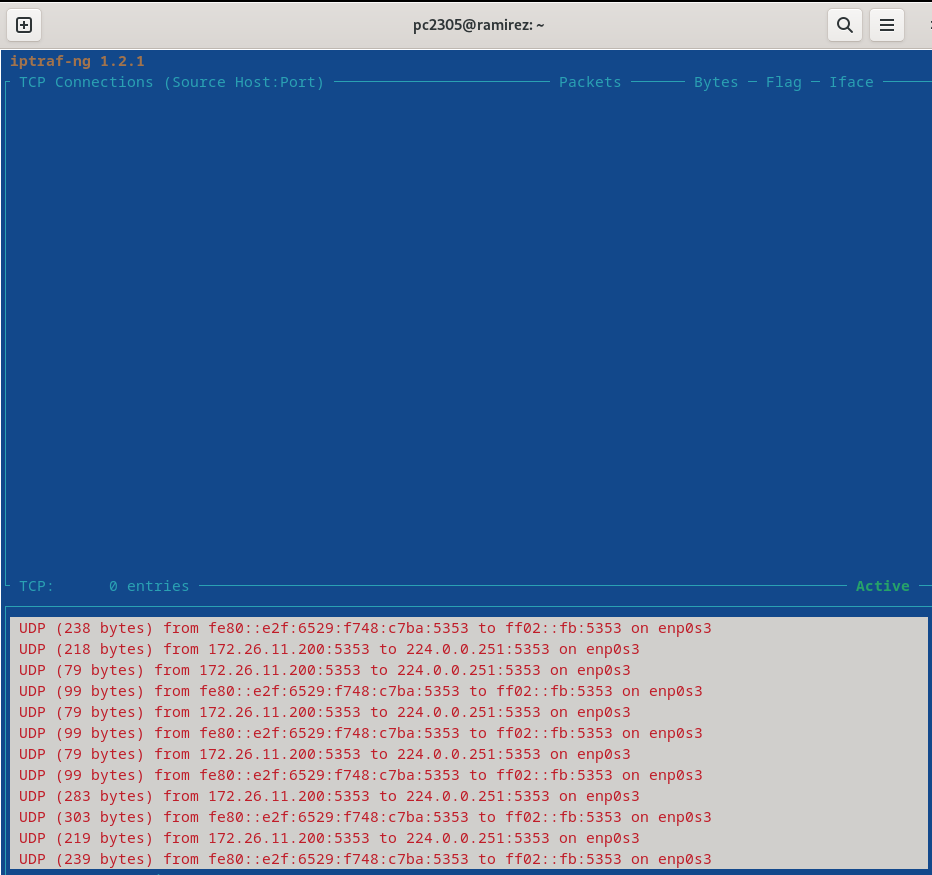 pc2305@ramirez: ~
iptraf-ng 1.2.1
TCP Connections (Source Host:Port) Packets Bytes Flag Iface
TCP: 0 entries Active
UDP (238 bytes) from fe80::e2f:6529:f748:c7ba:5353 to ff02::fb:5353 on enp0s3
UDP (218 bytes) from 172.26.11.200:5353 to 224.0.0.251:5353 on enp0s3
UDP (79 bytes) from 172.26.11.200:5353 to 224.0.0.251:5353 on enp0s3
UDP (99 bytes) from fe80::e2f:6529:f748:c7ba:5353 to ff02::fb:5353 on enp0s3
UDP (79 bytes) from 172.26.11.200:5353 to 224.0.0.251:5353 on enp0s3
UDP (99 bytes) from fe80::e2f:6529:f748:c7ba:5353 to ff02::fb:5353 on enp0s3
UDP (79 bytes) from 172.26.11.200:5353 to 224.0.0.251:5353 on enp0s3
UDP (99 bytes) from fe80::e2f:6529:f748:c7ba:5353 to ff02::fb:5353 on enp0s3
UDP (283 bytes) from 172.26.11.200:5353 to 224.0.0.251:5353 on enp0s3
UDP (303 bytes) from fe80::e2f:6529:f748:c7ba:5353 to ff02::fb:5353 on enp0s3
UDP (219 bytes) from 172.26.11.200:5353 to 224.0.0.251:5353 on enp0s3
UDP (239 bytes) from fe80::e2f:6529:f748:c7ba:5353 to ff02::fb:5353 on enp0s3